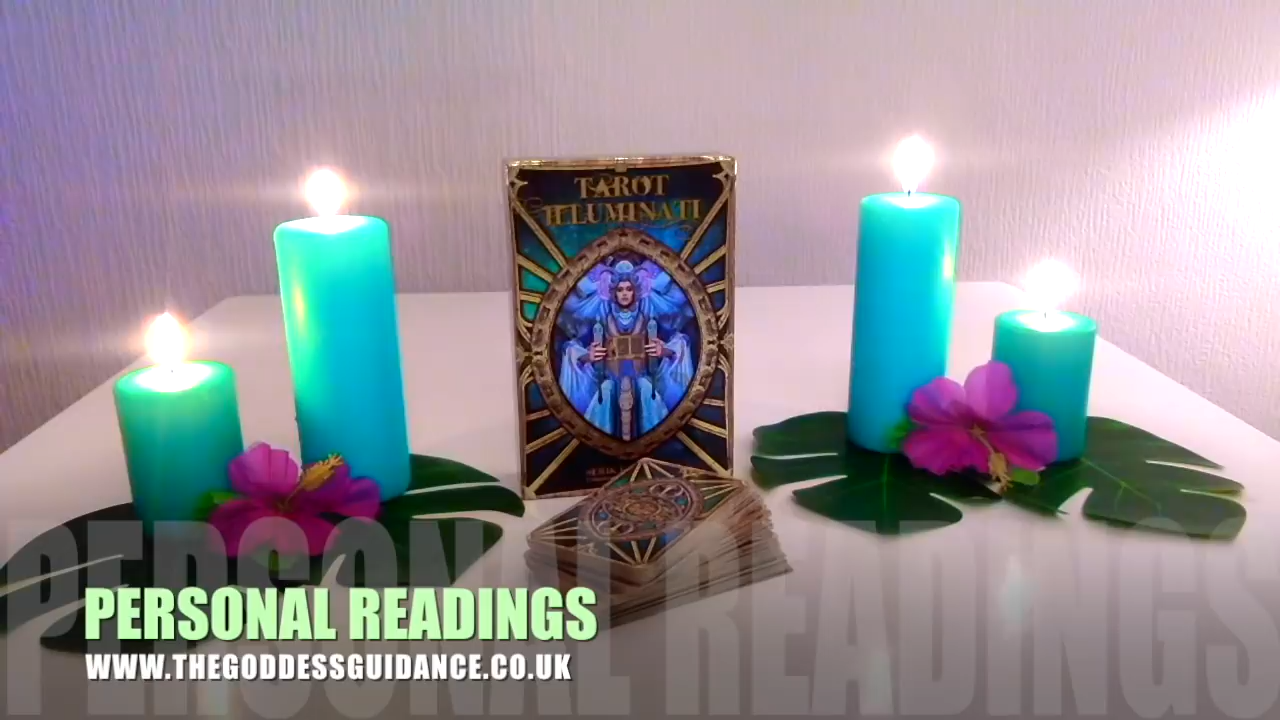 TAROT
ILLUMINATI
PERSONAL READINGS
PERSONAL READINGS
WWW.THEGODDESSGUIDANCE.CO.UK